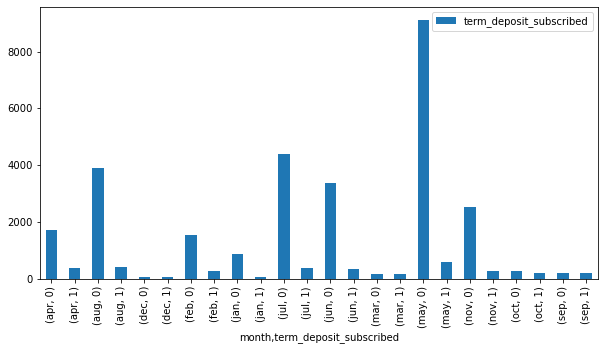 term_deposit_subscribed
8000
6000
4000
2000
0
(apr, 0)
(apr, 1)
(aug, 0)
(aug, 1)
(dec, 0)
(dec, 1)
(feb, 0)
(feb, 1)
(jan, 0)
(jan, 1)
(jul, 0)
(jul, 1)
(jun, 0)
(jun, 1)
(mar, 0)
(mar, 1)
(may, 0)
(may, 1)
(nov, 0)
(nov, 1)
(oct, 0)
(oct, 1)
(sep, 0)
(sep, 1)
month,term_deposit_subscribed